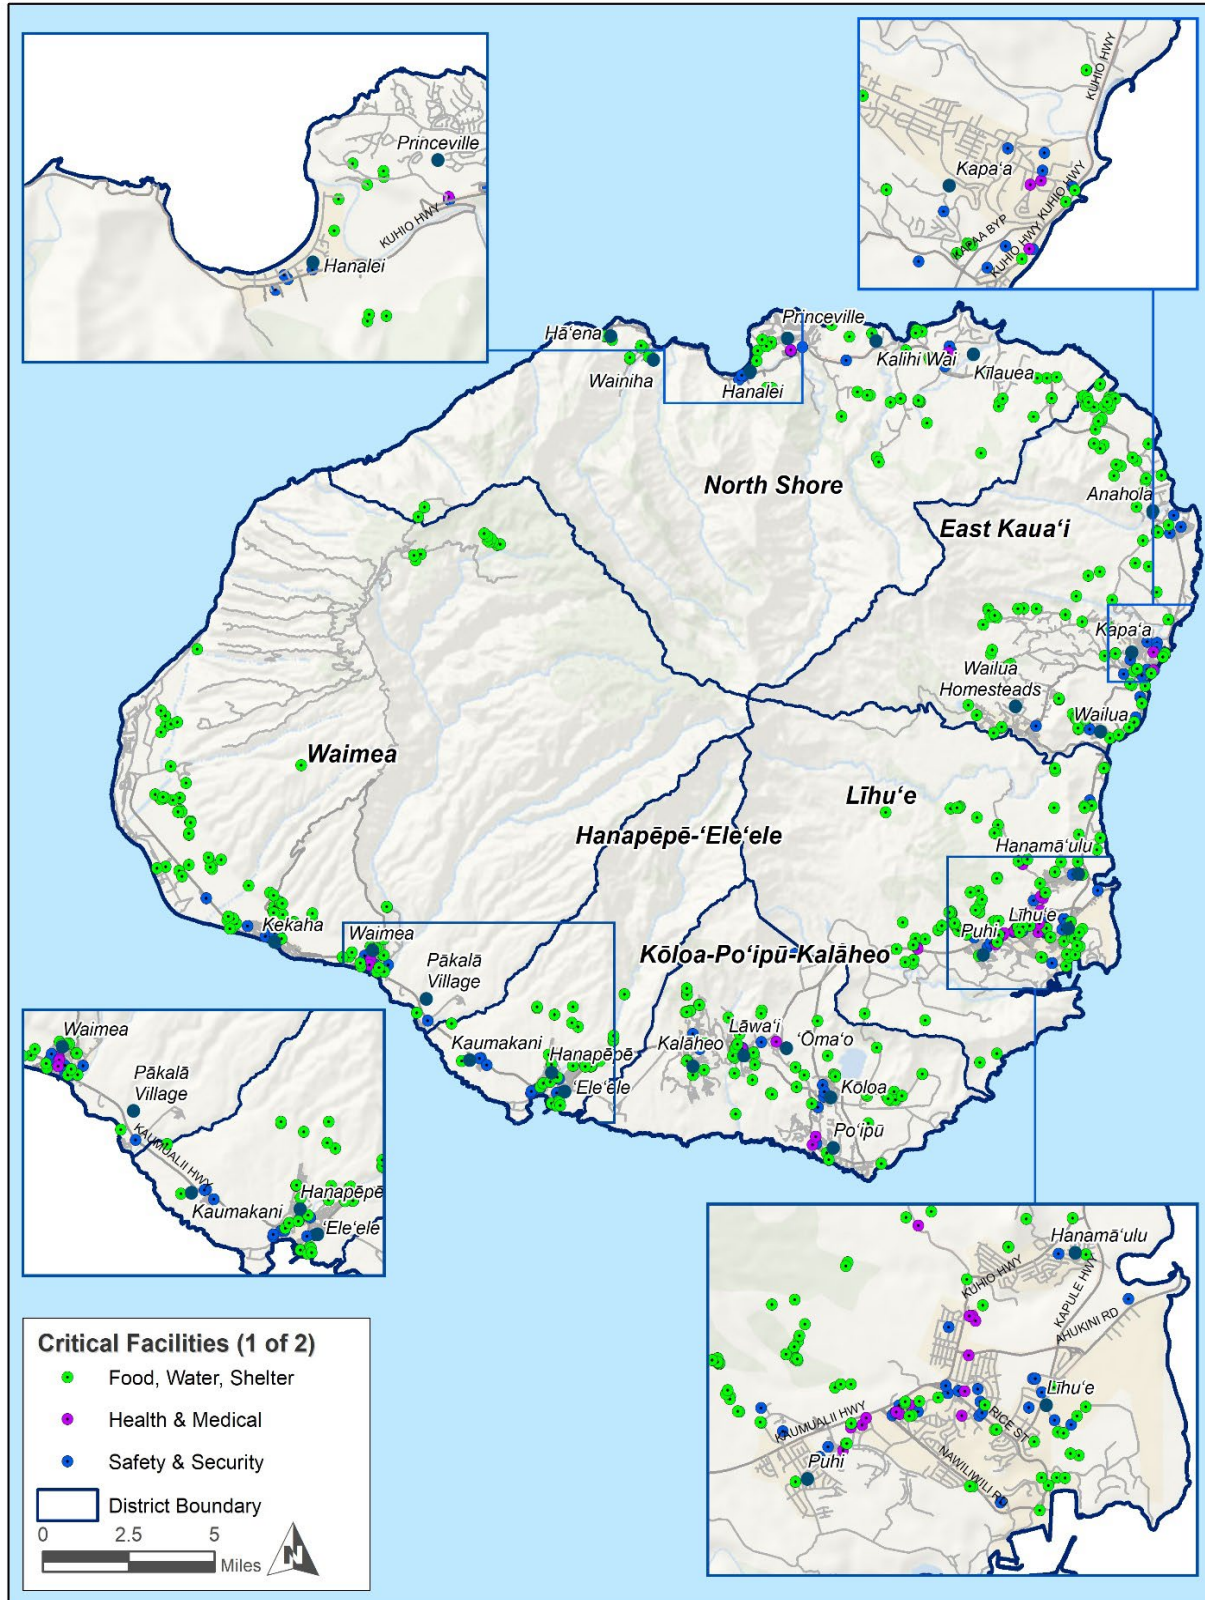 Princeville
KUHIO HWY
Hanalei
KUHIO HWY
Kapaʻa
KUHIO HWY
KAPAA BYP
KUHIO HWY
Princeville
Hāʻena
Kalihi Wai
Wainiha
Kīlauea
Hanalei
North Shore
Anahola
East Kauaʻi
Kapaʻa
Wailua
Homesteads
Wailua
Waimea
Līhuʻe
Hanapēpē-ʻEleʻele
Hanamāʻulu
Līhuʻe
Kekaha
Waimea
Puhi
Kōloa-Poʻipū-Kalāheo
Pākalā
Village
Lāwaʻi
Kaumakani
Hanapēpē
Kalāheo
ʻŌmaʻo
ʻEleʻele
Kōloa
Poʻipū
Waimea
Pākalā
Village
KAUMUALII HWY
Kaumakani
Hanapēpē
ʻEleʻele
Hanamāʻulu
KUHIO HWY
KAPULE HWY
AHUKINI RD
Līhuʻe
KAUMUALII HWY
RICE ST
Puhi
NAWILIWILI RD
Critical Facilities (1 of 2)
Food, Water, Shelter
Health & Medical
Safety & Security
District Boundary
0 2.5 5
Miles
N